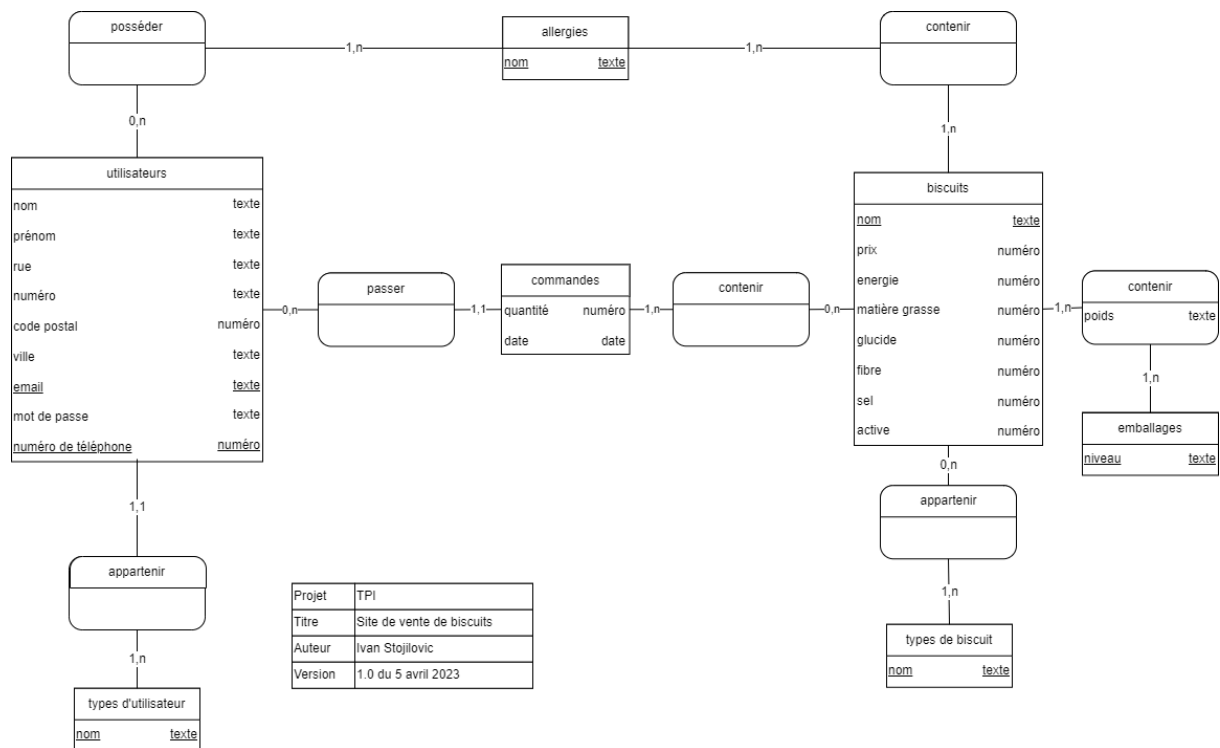 posséder
allergies
contenir
1,n
1,n
nom texte
0,n
1,n
utilisateurs
nom texte
prénom texte
rue texte
numéro texte
code postal numéro
ville texte
email texte
mot de passe texte
numéro de téléphone numéro
0,n
passer
1,1
commandes
quantité numéro
date date
1,n
contenir
0,n
biscuits
nom texte
prix numéro
energie numéro
matière grasse numéro
glucide numéro
fibre numéro
sel numéro
active numéro
1,n
contenir
poids texte
1,n
emballages
niveau texte
0,n
appartenir
1,n
types de biscuit
nom texte
1,1
appartenir
1,n
types d'utilisateur
nom texte
Projet TPI
Titre Site de vente de biscuits
Auteur Ivan Stojilovic
Version 1.0 du 5 avril 2023